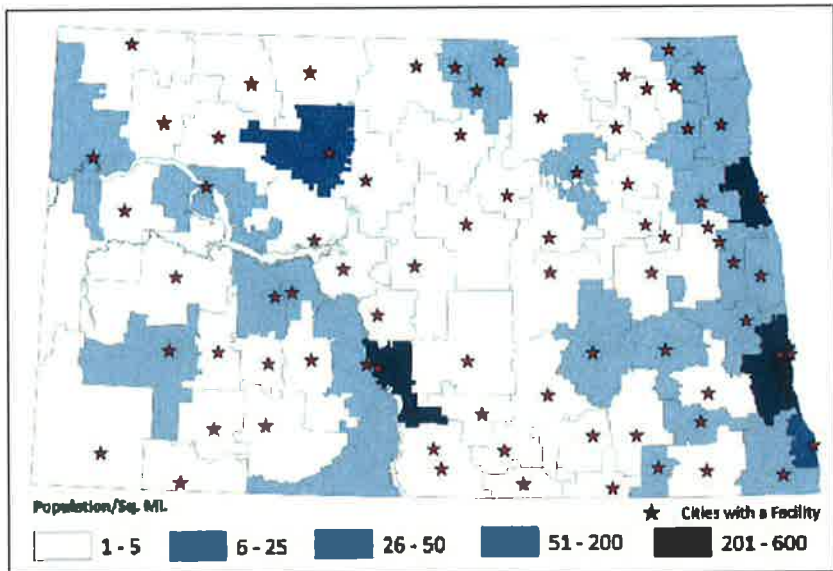 Population/Sq. Mi.
★ Cities with a Facility
1 - 5
6 - 25
26 - 50
51 - 200
201 - 600